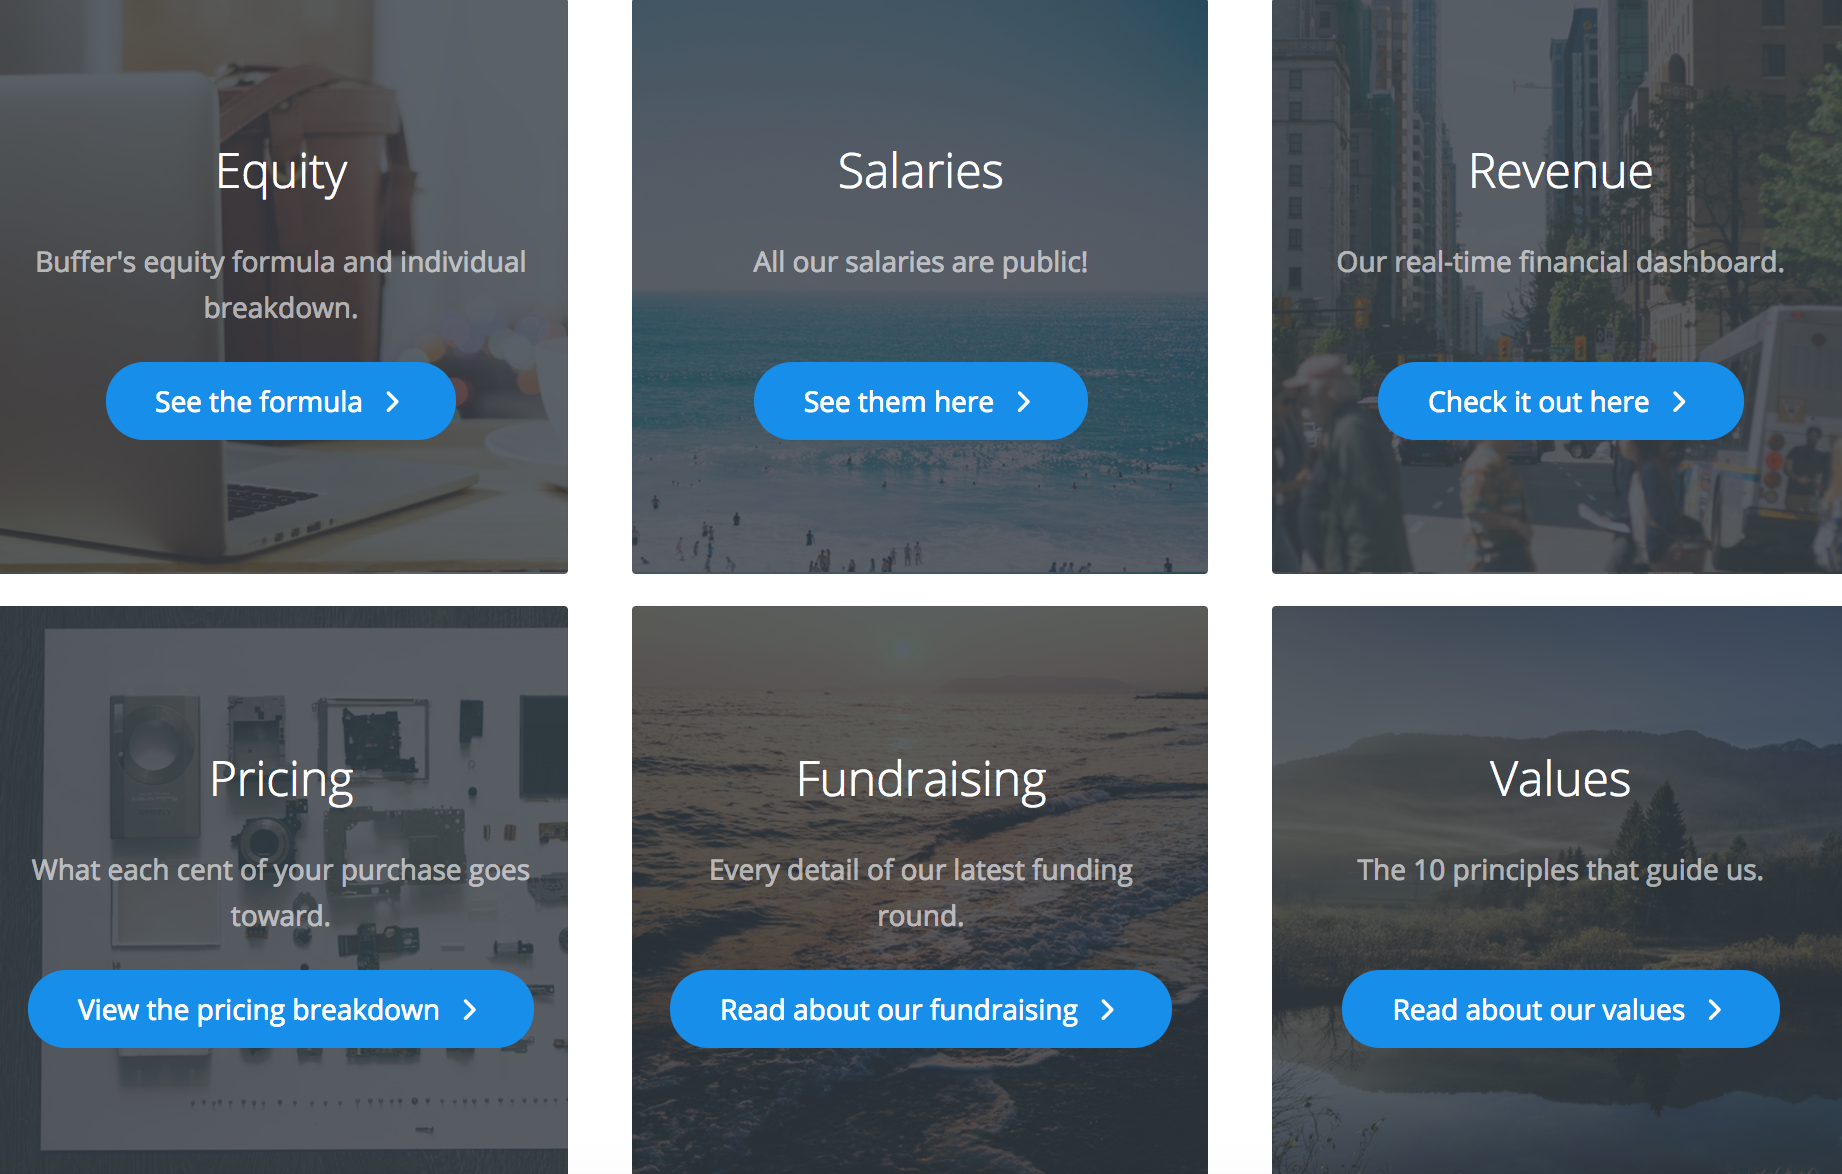 Equity
Buffer's equity formula and individual
breakdown.
See the formula
Salaries
All our salaries are public!
See them here
Revenue
Our real-time financial dashboard.
Check it out here
Pricing
What each cent of your purchase goes
toward.
View the pricing breakdown
Fundraising
Every detail of our latest funding
round.
Read about our fundraising
Values
The 10 principles that guide us.
Read about our values